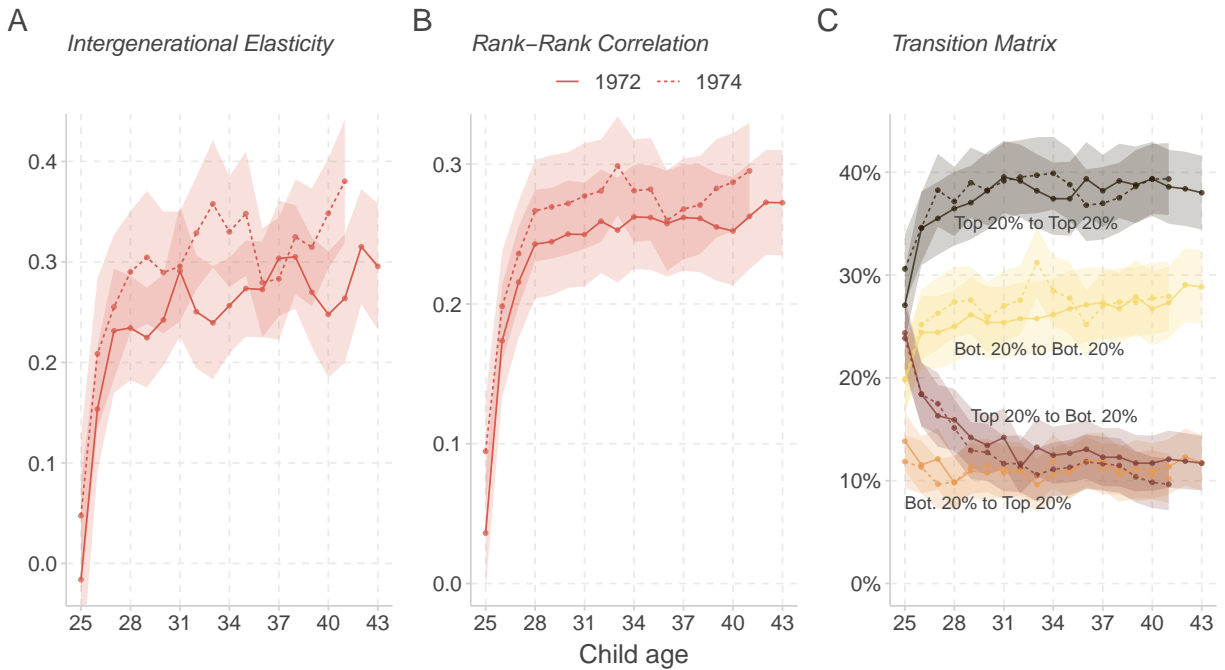 A
B
C
Intergenerational Elasticity
Rank−Rank Correlation
Transition Matrix
1972
1974
0.4
0.3
0.2
0.1
0.0
25 28 31 34 37 40 43
0.3
0.2
0.1
0.0
25 28 31 34 37 40 43
40%
30%
20%
10%
0%
Top 20% to Top 20%
Bot. 20% to Bot. 20%
Top 20% to Bot. 20%
Bot. 20% to Top 20%
25 28 31 34 37 40 43
Child age